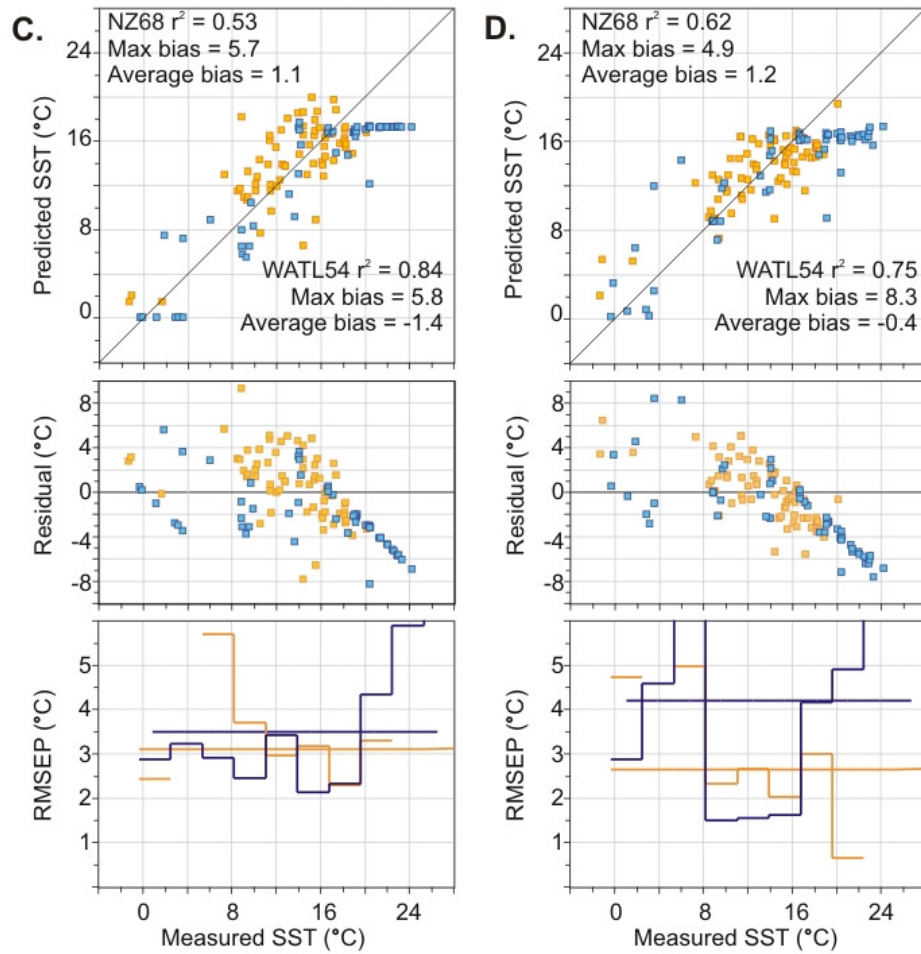 C.
NZ68 r² = 0.53
Max bias = 5.7
Average bias = 1.1
WATL54 r² = 0.84
Max bias = 5.8
Average bias = -1.4
Predicted SST (°C)
24
16
8
0
Residual (°C)
8
4
0
-4
-8
RMSEP (°C)
5
4
3
2
1
0 8 16 24
Measured SST (°C)
D.
NZ68 r² = 0.62
Max bias = 4.9
Average bias = 1.2
WATL54 r² = 0.75
Max bias = 8.3
Average bias = -0.4
Predicted SST (°C)
24
16
8
0
Residual (°C)
8
4
0
-4
-8
RMSEP (°C)
5
4
3
2
1
0 8 16 24
Measured SST (°C)